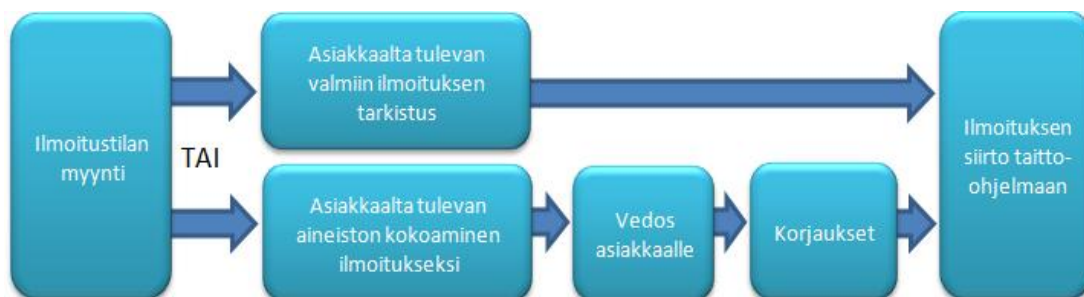 Ilmoitustilan
myynti
TAI
Asiakkaalta tulevan
valmiin ilmoituksen
tarkistus
Asiakkaalta tulevan
aineiston kokoaminen
ilmoitukseksi
Vedos
asiakkaalle
Korjaukset
Ilmoituksen
siirto taitto-
ohjelmaan